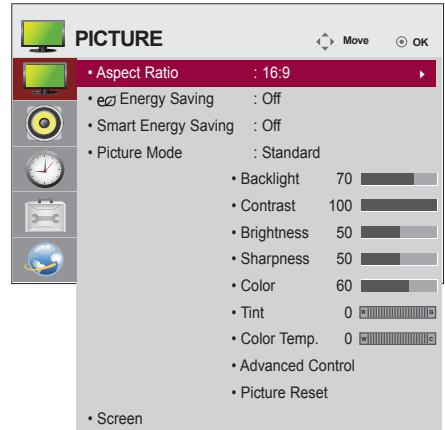 PICTURE Move OK
• Aspect Ratio : 16:9
• Energy Saving : Off
• Smart Energy Saving : Off
• Picture Mode : Standard
• Backlight 70
• Contrast 100
• Brightness 50
• Sharpness 50
• Color 60
• Tint 0 R G
• Color Temp. 0 W C
• Advanced Control
• Picture Reset
• Screen